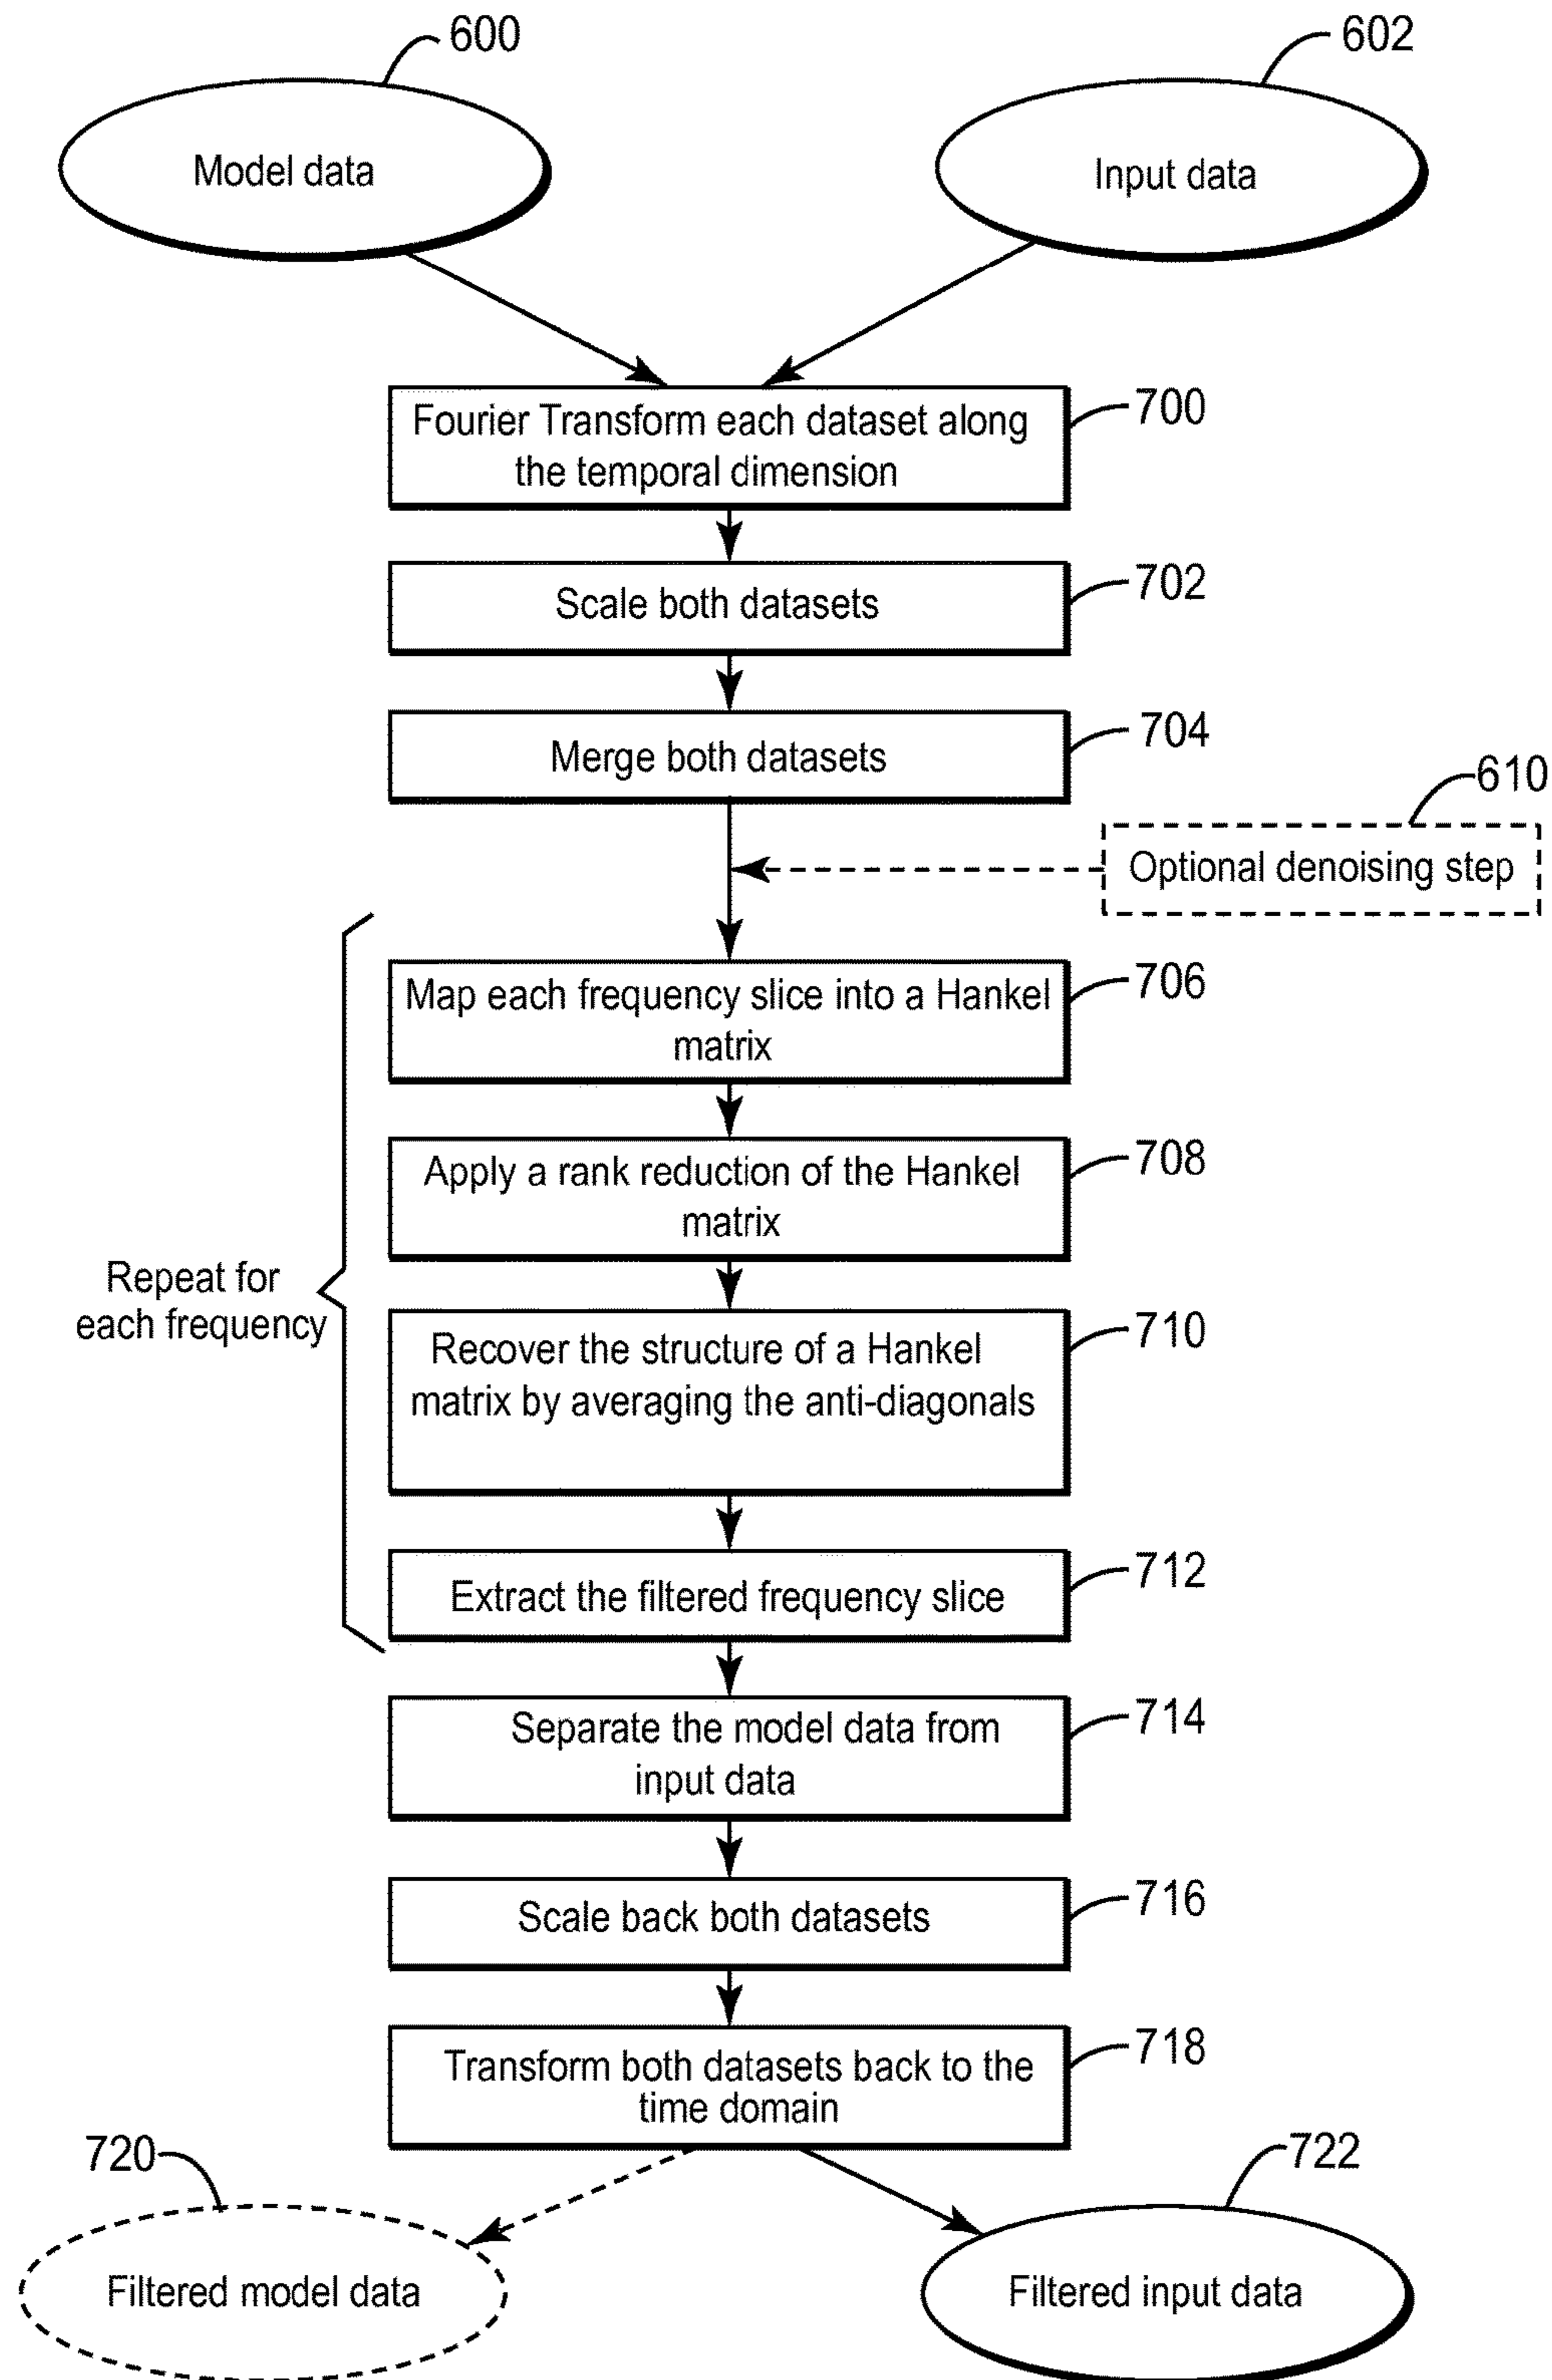 600
602
Model data
Input data
700
Fourier Transform each dataset along
the temporal dimension
702
Scale both datasets
704
Merge both datasets
610
Optional denoising step
706
Map each frequency slice into a Hankel
matrix
708
Apply a rank reduction of the Hankel
matrix
Repeat for
each frequency
710
Recover the structure of a Hankel
matrix by averaging the anti-diagonals
712
Extract the filtered frequency slice
714
Separate the model data from
input data
716
Scale back both datasets
718
Transform both datasets back to the
time domain
720
722
Filtered model data
Filtered input data